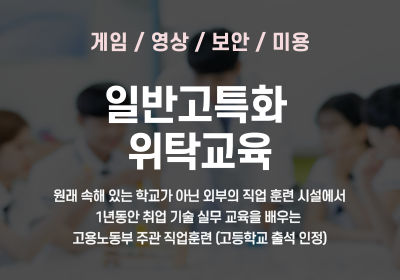 게임 / 영상 / 보안 / 미용
일반고특화
위탁교육
원래 속해 있는 학교가 아닌 외부의 직업 훈련 시설에서
1년동안 취업 기술 실무 교육을 배우는
고용노동부 주관 직업훈련 (고등학교 출석 인정)